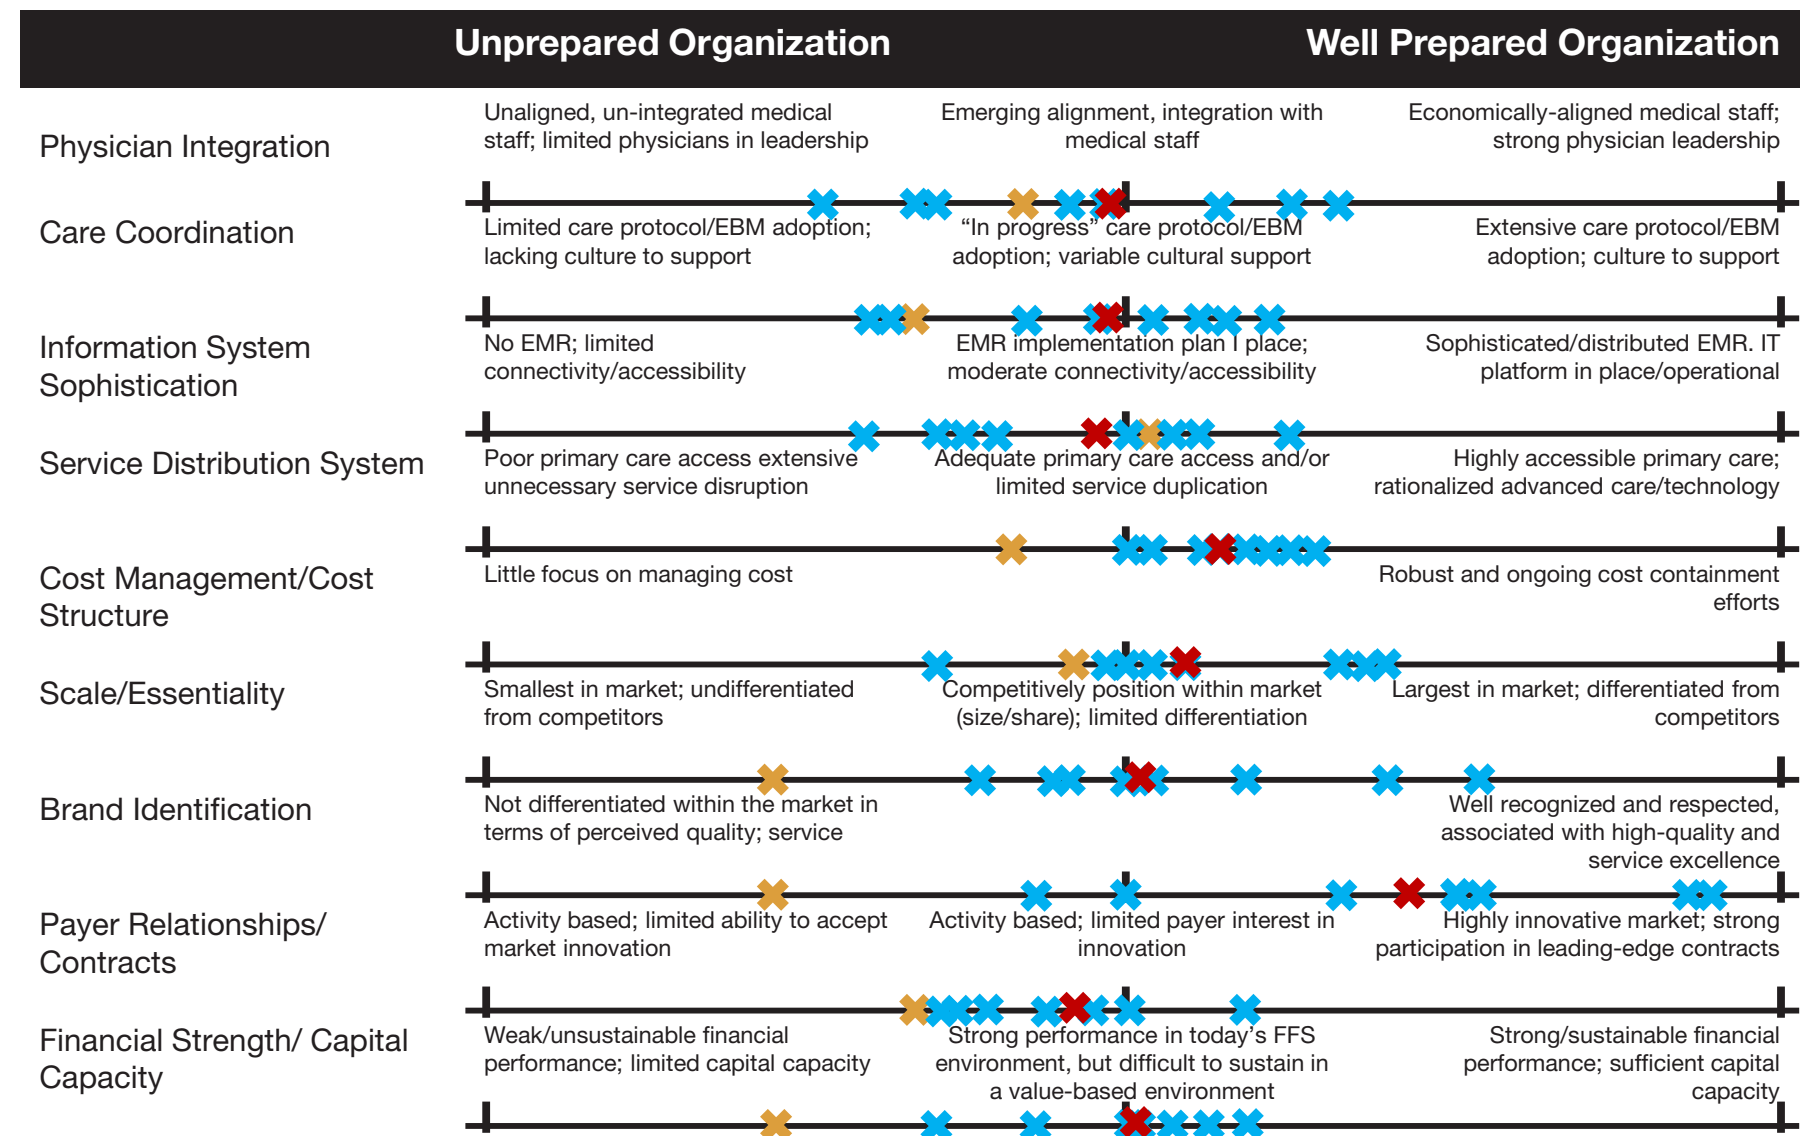 Unprepared Organization
Well Prepared Organization
Physician Integration
Unaligned, un-integrated medical
staff; limited physicians in leadership
Emerging alignment, integration with
medical staff
Economically-aligned medical staff;
strong physician leadership
Care Coordination
Limited care protocol/EBM adoption;
lacking culture to support
“In progress” care protocol/EBM
adoption; variable cultural support
Extensive care protocol/EBM
adoption; culture to support
Information System
Sophistication
No EMR; limited
connectivity/accessibility
EMR implementation plan I place;
moderate connectivity/accessibility
Sophisticated/distributed EMR. IT
platform in place/operational
Service Distribution System
Poor primary care access extensive
unnecessary service disruption
Adequate primary care access and/or
limited service duplication
Highly accessible primary care;
rationalized advanced care/technology
Cost Management/Cost
Structure
Little focus on managing cost
Robust and ongoing cost containment
efforts
Scale/Essentiality
Smallest in market; undifferentiated
from competitors
Competitively position within market
(size/share); limited differentiation
Largest in market; differentiated from
competitors
Brand Identification
Not differentiated within the market in
terms of perceived quality; service
Well recognized and respected,
associated with high-quality and
service excellence
Payer Relationships/
Contracts
Activity based; limited ability to accept
market innovation
Activity based; limited payer interest in
innovation
Highly innovative market; strong
participation in leading-edge contracts
Financial Strength/ Capital
Capacity
Weak/unsustainable financial
performance; limited capital capacity
Strong performance in today’s FFS
environment, but difficult to sustain in
a value-based environment
Strong/sustainable financial
performance; sufficient capital
capacity